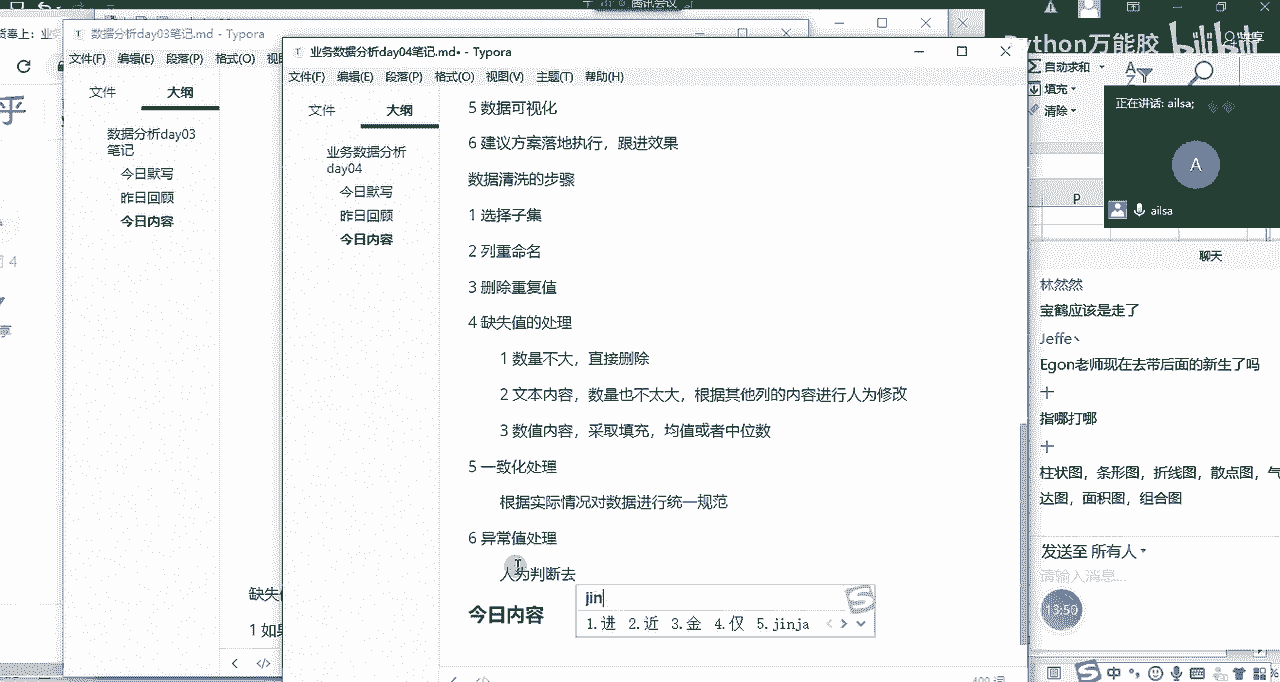 腾讯会议
数据分析day03笔记.md - Typora
文件(F) 编辑(E) 段落(P) 格式(O)
文件 大纲
数据分析day03
笔记
今日默写
昨日回顾
今日内容
1 如
业务数据分析day04笔记.md• - Typora
文件(F) 编辑(E) 段落(P) 格式(O) 视图(V) 主题(T) 帮助(H)
文件 大纲
业务数据分析
day04
今日默写
昨日回顾
今日内容
5 数据可视化
6 建议方案落地执行，跟进效果
数据清洗的步骤
1 选择子集
2 列重命名
3 删除重复值
4 缺失值的处理
1 数量不大，直接删除
2 文本内容，数量也不太大，根据其他列的内容进行人为修改
3 数值内容，采取填充，均值或者中位数
5 一致化处理
根据实际情况对数据进行统一规范
6 异常值处理
人为判断去
今日内容
jin
1.进 2.近 3.金 4.仅 5.jinja
Python万能胶 bilibili
自动求和
填充
清除
正在讲话: ailsa;
A
ailsa
P
聊天
林然然
宝鹤应该是走了
Jeffe丶
Egon老师现在去带后面的新生了吗
十
指哪打哪
十
柱状图，条形图，折线图，散点图，气
达图，面积图，组合图
发送至 所有人
请输入消息...
13:50
中